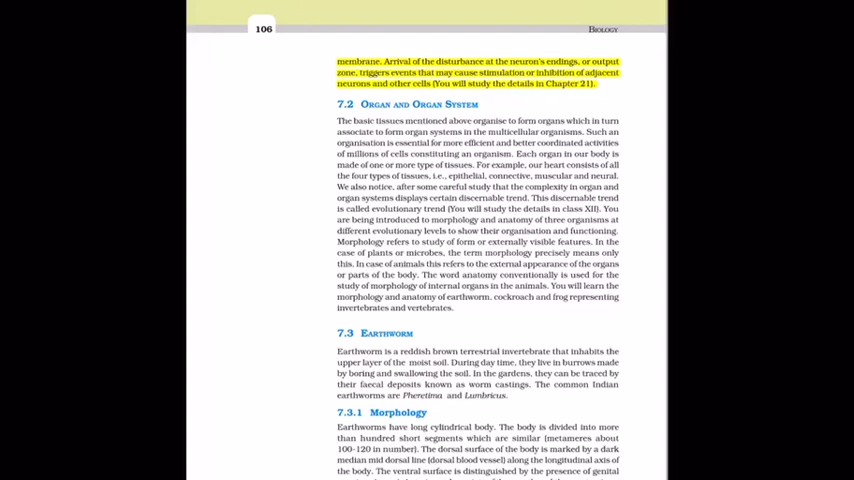 106
BIOLOGY
membrane. Arrival of the disturbance at the neuron's endings, or output
zone, triggers events that may cause stimulation or inhibition of adjacent
neurons and other cells (You will study the details in Chapter 21).
7.2 ORGAN AND ORGAN SYSTEM
The basic tissues mentioned above organise to form organs which in turn
associate to form organ systems in the multicellular organisms. Such an
organisation is essential for more efficient and better coordinated activities
of millions of cells constituting an organism. Each organ in our body is
made of one or more type of tissues. For example, our heart consists of all
the four types of tissues, i.e., epithelial, connective, muscular and neural.
We also notice, after some careful study that the complexity in organ and
organ systems displays certain discernable trend. This discernable trend
is called evolutionary trend (You will study the details in class XII). You
are being introduced to morphology and anatomy of three organisms at
different evolutionary levels to show their organisation and functioning.
Morphology refers to study of form or externally visible features. In the
case of plants or microbes, the term morphology precisely means only
this. In case of animals this refers to the external appearance of the organs
or parts of the body. The word anatomy conventionally is used for the
study of morphology of internal organs in the animals. You will learn the
morphology and anatomy of earthworm, cockroach and frog representing
invertebrates and vertebrates.
7.3 EARTHWORM
Earthworm is a reddish brown terrestrial invertebrate that inhabits the
upper layer of the moist soil. During day time, they live in burrows made
by boring and swallowing the soil. In the gardens, they can be traced by
their faecal deposits known as worm castings. The common Indian
earthworms are Pheretima and Lumbricus.
7.3.1 Morphology
Earthworms have long cylindrical body. The body is divided into more
than hundred short segments which are similar (metameres about
100-120 in number). The dorsal surface of the body is marked by a dark
median mid dorsal line (dorsal blood vessel) along the longitudinal axis of
the body. The ventral surface is distinguished by the presence of genital